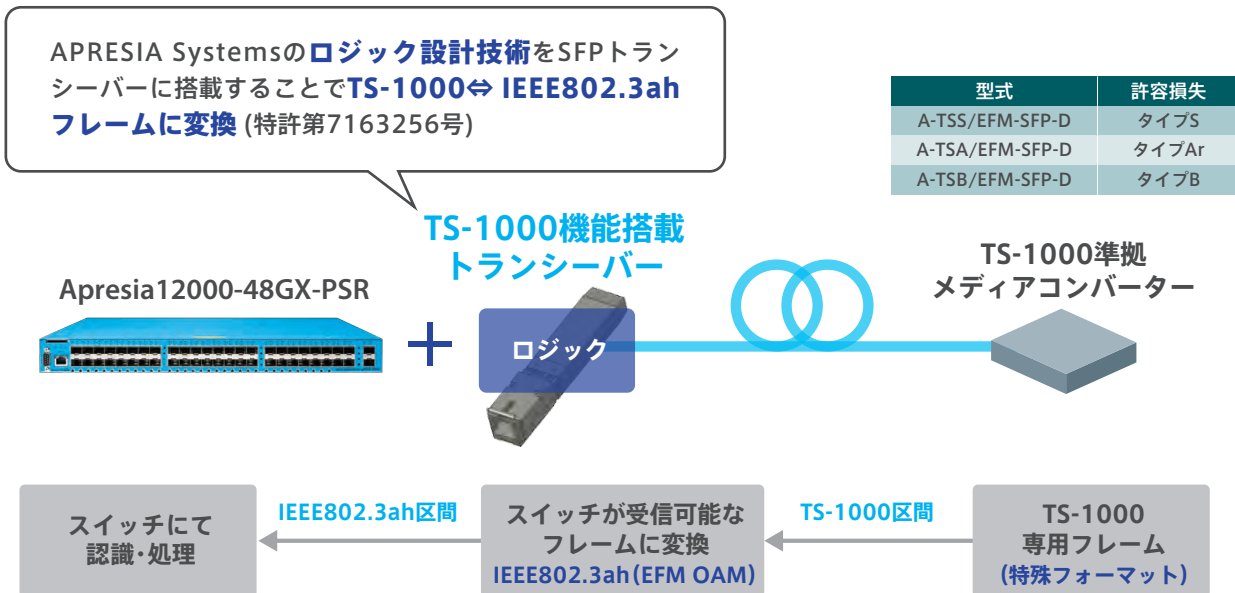 APRESIA Systemsのロジック設計技術をSFPトラン
シーバーに搭載することでTS-1000⇔ IEEE802.3ah
フレームに変換 (特許第7163256号)
型式 許容損失
A-TSS/EFM-SFP-D タイプS
A-TSA/EFM-SFP-D タイプAr
A-TSB/EFM-SFP-D タイプB
TS-1000機能搭載
トランシーバー
Apresia12000-48GX-PSR
ロジック
TS-1000準拠
メディアコンバーター
スイッチにて
認識･処理
IEEE802.3ah区間
スイッチが受信可能な
フレームに変換
IEEE802.3ah(EFM OAM)
TS-1000区間
TS-1000
専用フレーム
(特殊フォーマット)